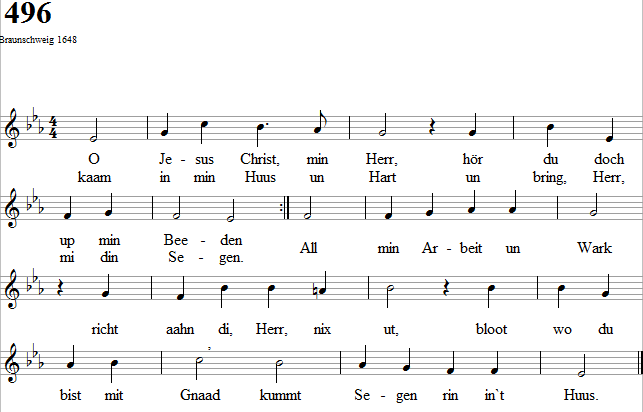 496
Braunschweig 1648
O Je - sus Christ, min Herr, hör du doch
kaam in min Huus un Hart un bring, Herr,
up min Bee - den All min Ar - beit un Wark
mi din Se - gen.
richt aahn di, Herr, nix ut, bloot wo du
bist mit Gnaad kummt Se - gen rin in`t Huus.